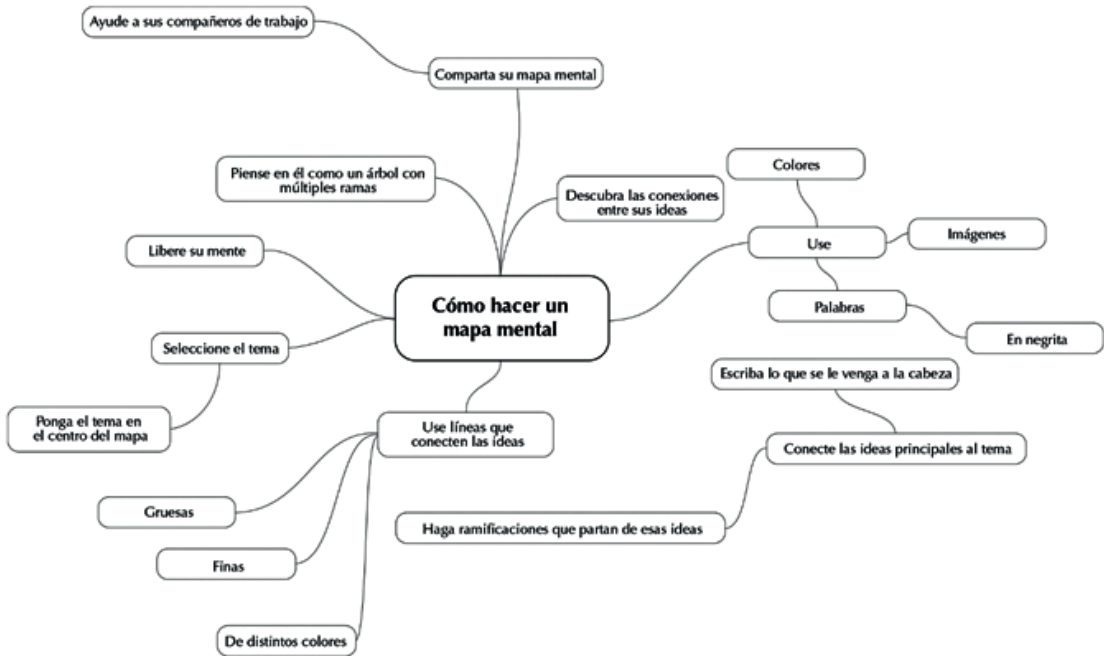 Ayude a sus compañeros de trabajo
Comparta su mapa mental
Piense en él como un árbol con
múltiples ramas
Descubra las conexiones
entre sus ideas
Colores
Use
Imágenes
Palabras
En negrita
Libere su mente
Cómo hacer un
mapa mental
Seleccione el tema
Ponga el tema en
el centro del mapa
Use líneas que
conecten las ideas
Escriba lo que se le venga a la cabeza
Conecte las ideas principales al tema
Haga ramificaciones que partan de esas ideas
Gruesas
Finas
De distintos colores